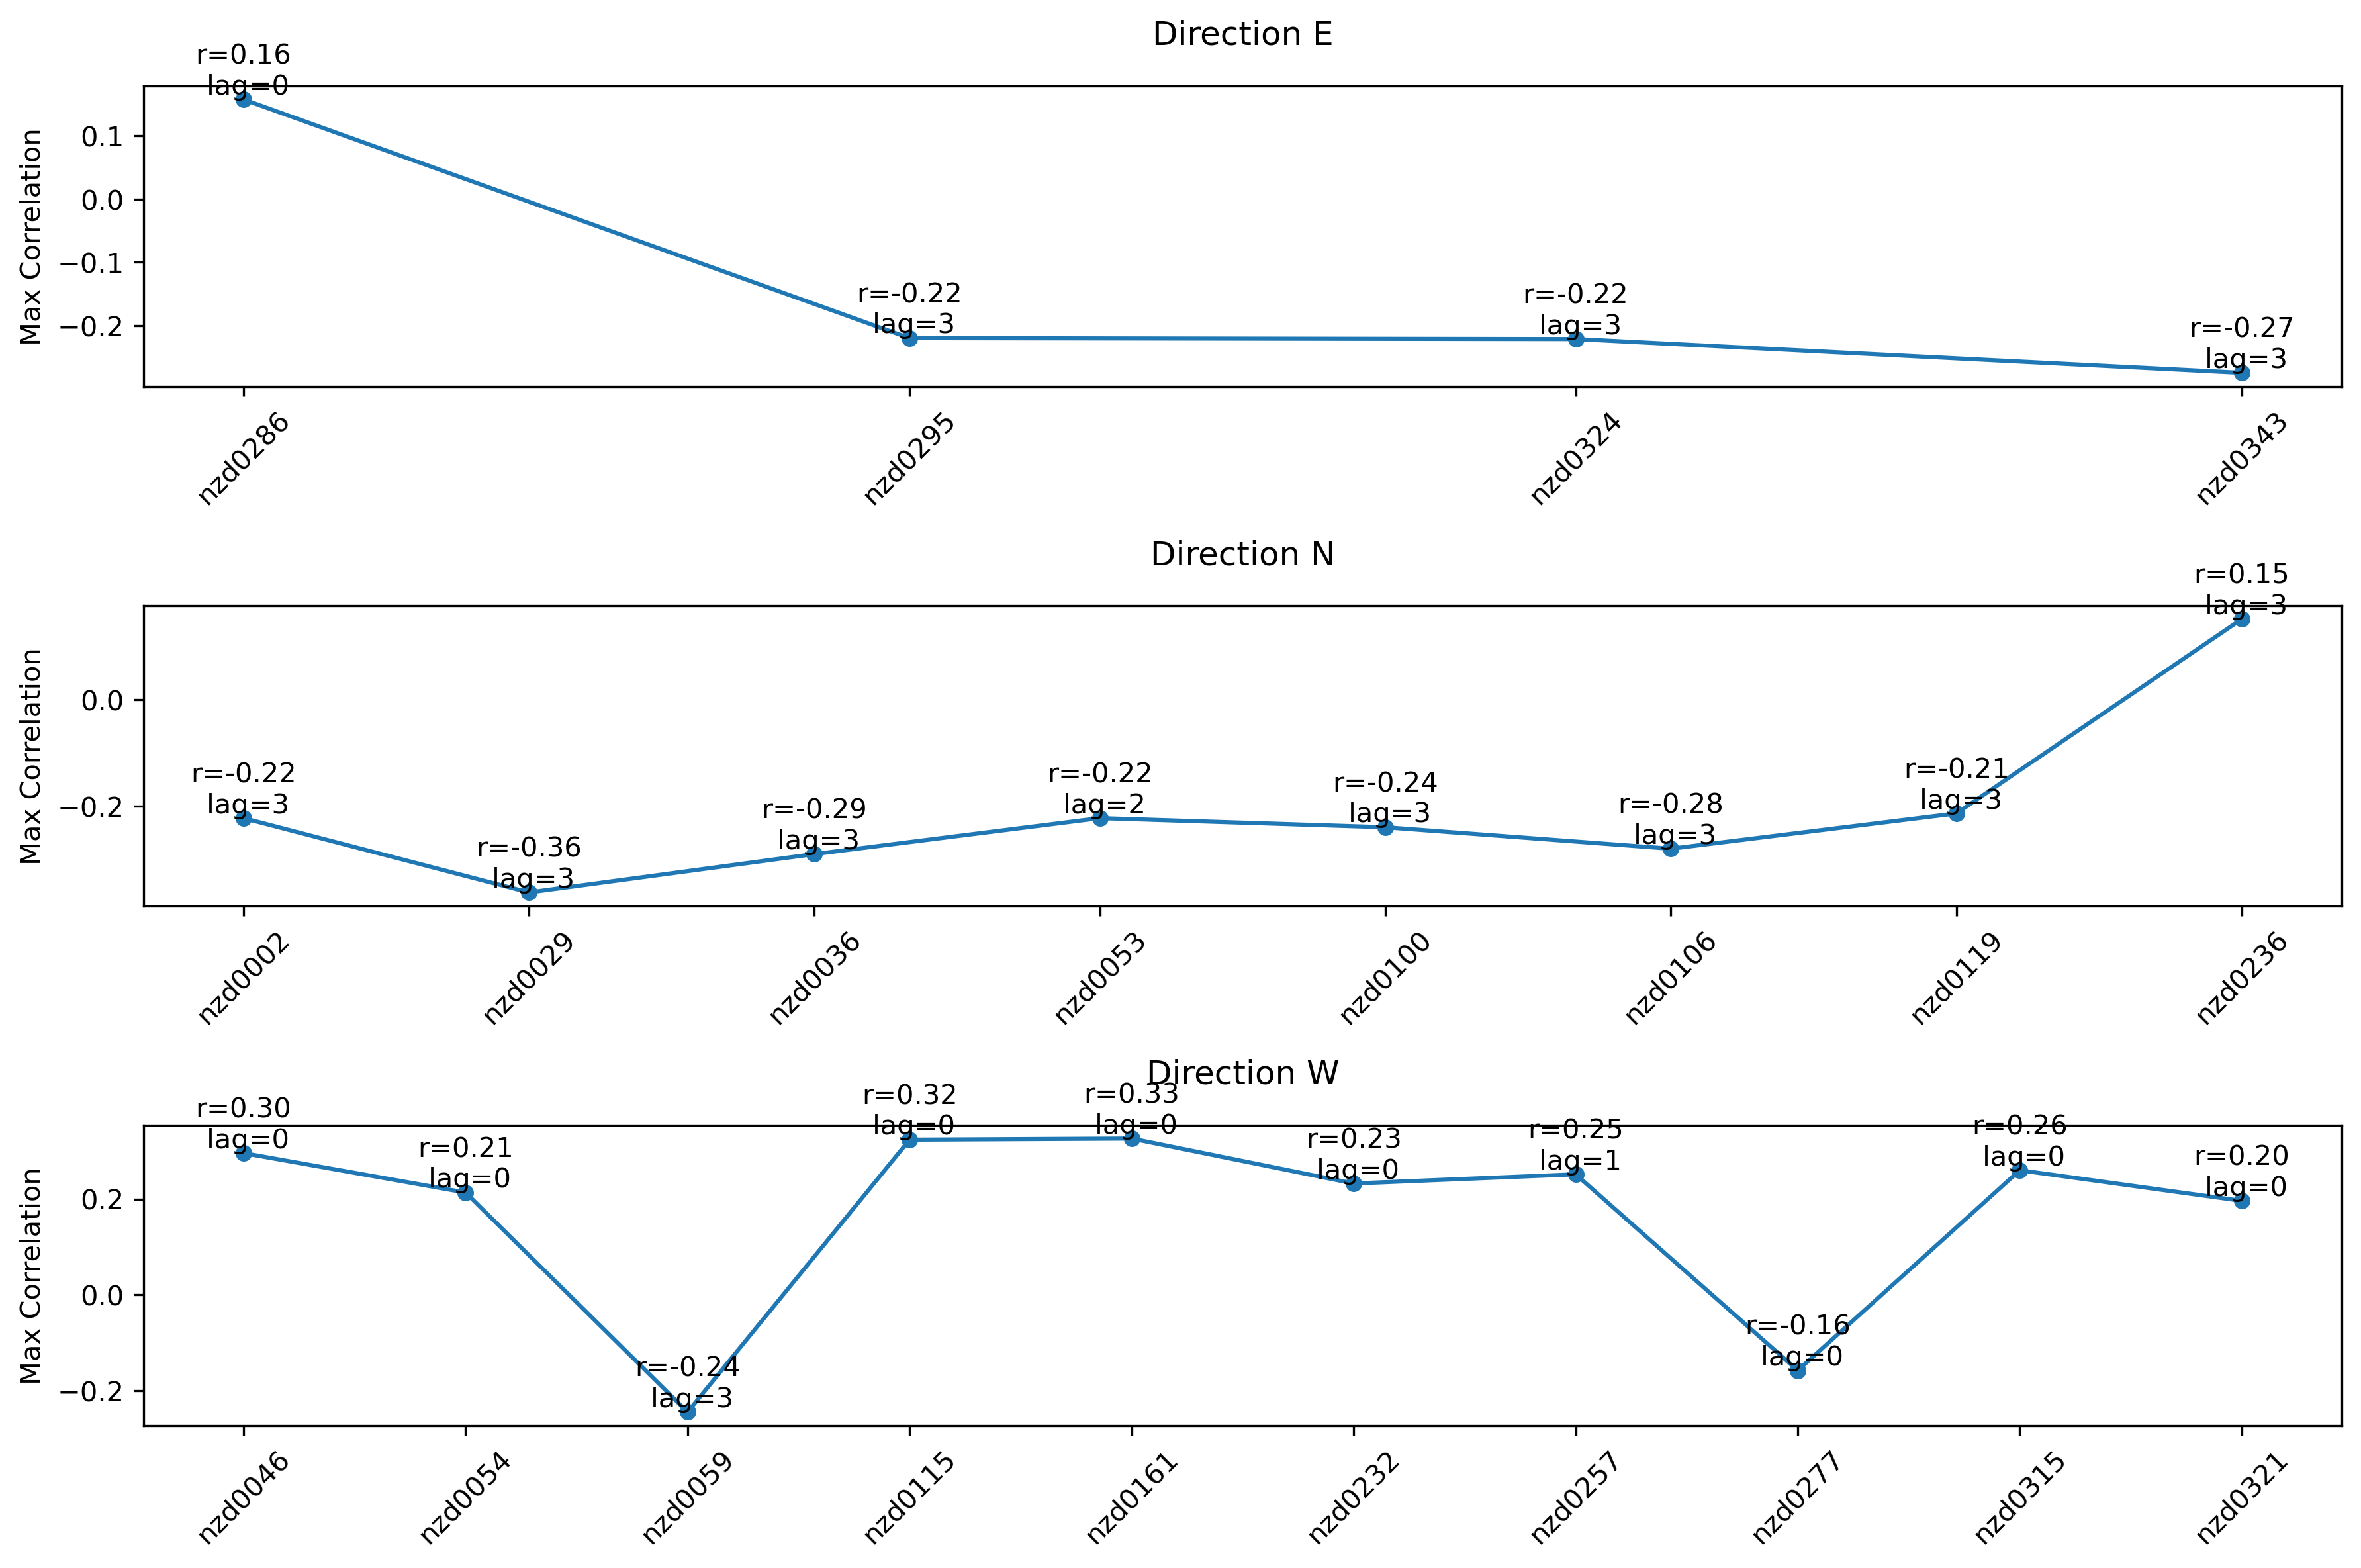 Direction E
r=0.16
lag=0
r=-0.22
lag=3
r=-0.22
lag=3
r=-0.27
lag=3
Max Correlation
0.1
0.0
−0.1
−0.2
nzd0286
nzd0295
nzd0324
nzd0343
Direction N
r=-0.22
lag=3
r=-0.36
lag=3
r=-0.29
lag=3
r=-0.22
lag=2
r=-0.24
lag=3
r=-0.28
lag=3
r=-0.21
lag=3
r=0.15
lag=3
Max Correlation
0.0
−0.2
nzd0002
nzd0029
nzd0036
nzd0053
nzd0100
nzd0106
nzd0119
nzd0236
Direction W
r=0.30
lag=0
r=0.21
lag=0
r=-0.24
lag=3
r=0.32
lag=0
r=0.33
lag=0
r=0.23
lag=0
r=0.25
lag=1
r=-0.16
lag=0
r=0.26
lag=0
r=0.20
lag=0
Max Correlation
0.2
0.0
−0.2
nzd0046
nzd0054
nzd0059
nzd0115
nzd0161
nzd0232
nzd0257
nzd0277
nzd0315
nzd0321